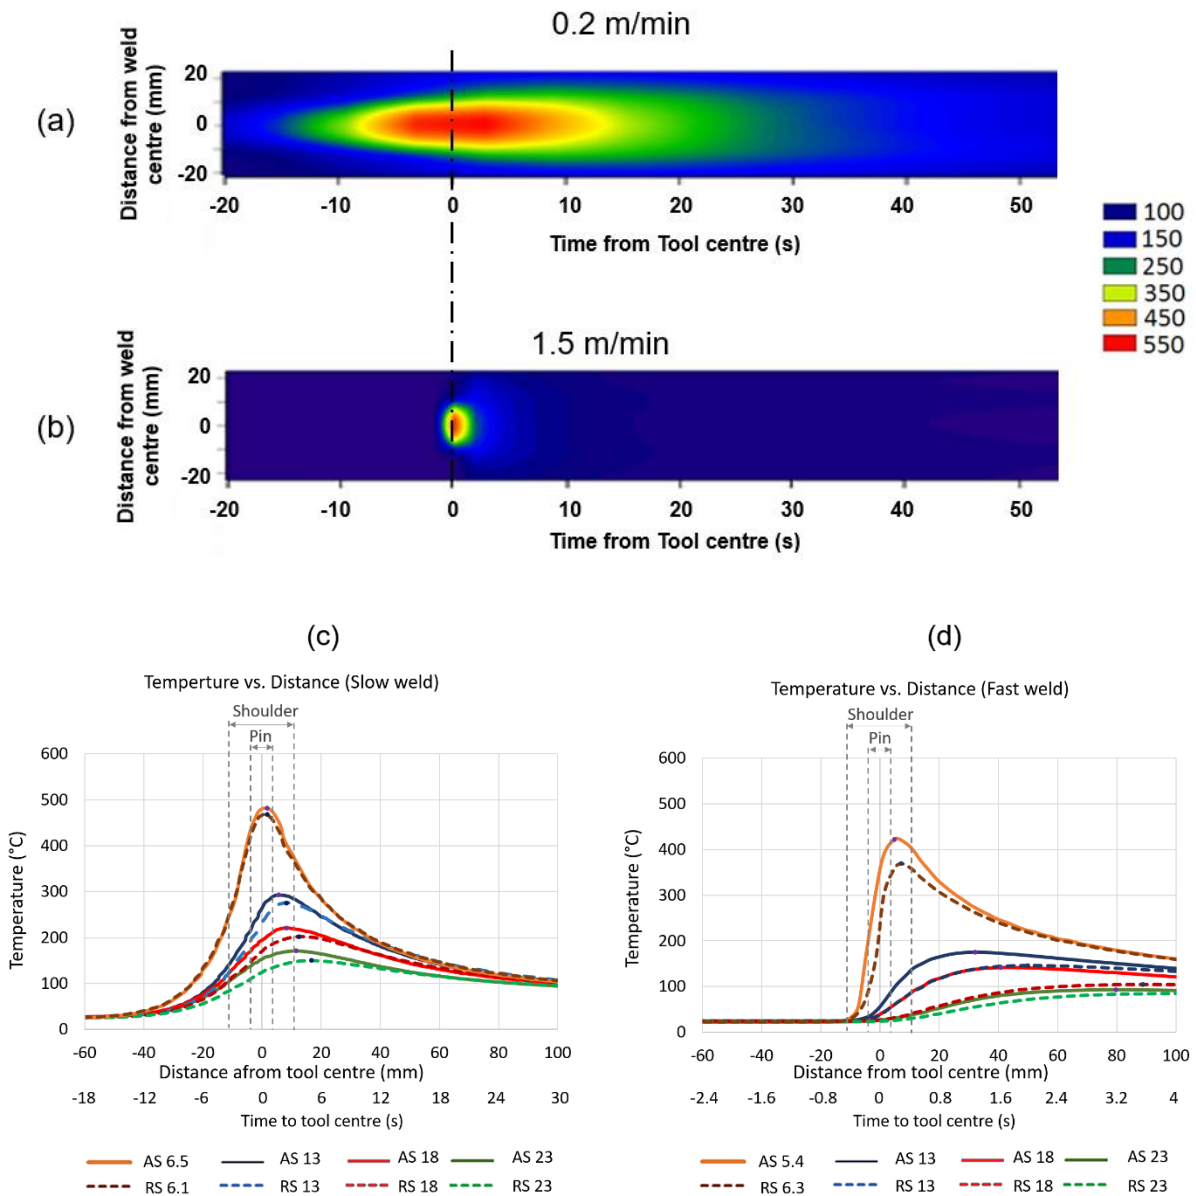 0.2 m/min
(a)
Distance from weld
centre (mm)
20
0
-20
-20 -10 0 10 20 30 40 50
Time from Tool centre (s)
100
150
250
350
450
550
1.5 m/min
(b)
Distance from weld
centre (mm)
20
0
-20
-20 -10 0 10 20 30 40 50
Time from Tool centre (s)
(c)
Temperture vs. Distance (Slow weld)
Shoulder
Pin
Temperature (°C)
600
500
400
300
200
100
0
-60 -40 -20 0 20 40 60 80 100
Distance afrom tool centre (mm)
-18 -12 -6 0 6 12 18 24 30
Time to tool centre (s)
AS 6.5 AS 13 AS 18 AS 23
RS 6.1 RS 13 RS 18 RS 23
(d)
Temperature vs. Distance (Fast weld)
Shoulder
Pin
Temperature (°C)
600
500
400
300
200
100
0
-60 -40 -20 0 20 40 60 80 100
Distance from tool centre (mm)
-2.4 -1.6 -0.8 0 0.8 1.6 2.4 3.2 4
Time to tool centre (s)
AS 5.4 AS 13 AS 18 AS 23
RS 6.3 RS 13 RS 18 RS 23